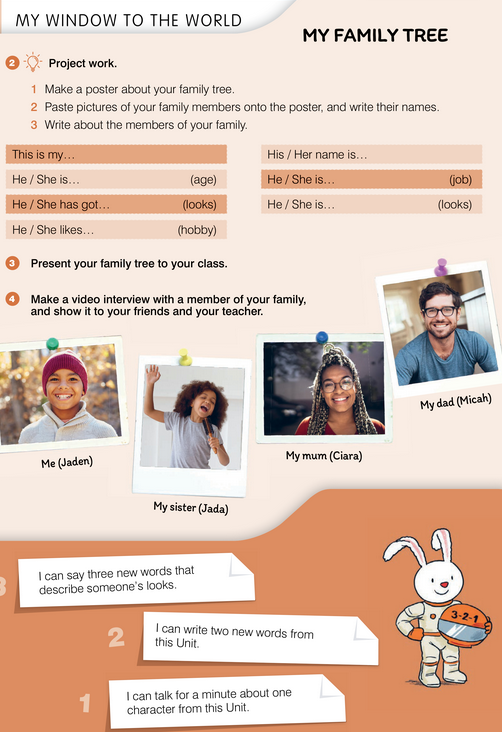 MY WINDOW TO THE WORLD
MY FAMILY TREE
2 Project work.
1 Make a poster about your family tree.
2 Paste pictures of your family members onto the poster, and write their names.
3 Write about the members of your family.
This is my…
His / Her name is…
He / She is… (age)
He / She is… (job)
He / She has got… (looks)
He / She is… (looks)
He / She likes… (hobby)
3 Present your family tree to your class.
4 Make a video interview with a member of your family,
and show it to your friends and your teacher.
My dad (Micah)
My mum (Ciara)
Me (Jaden)
My sister (Jada)
3
I can say three new words that
describe someone's looks.
3-2-1
2
I can write two new words from
this Unit.
1
I can talk for a minute about one
character from this Unit.